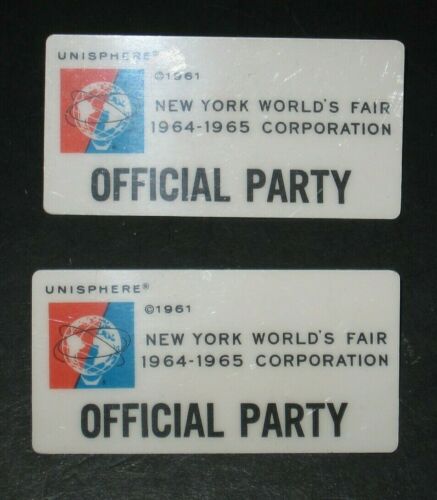 UNISPHERE®
©1961
NEW YORK WORLD'S FAIR
1964-1965 CORPORATION
OFFICIAL PARTY
UNISPHERE®
©1961
NEW YORK WORLD'S FAIR
1964-1965 CORPORATION
OFFICIAL PARTY